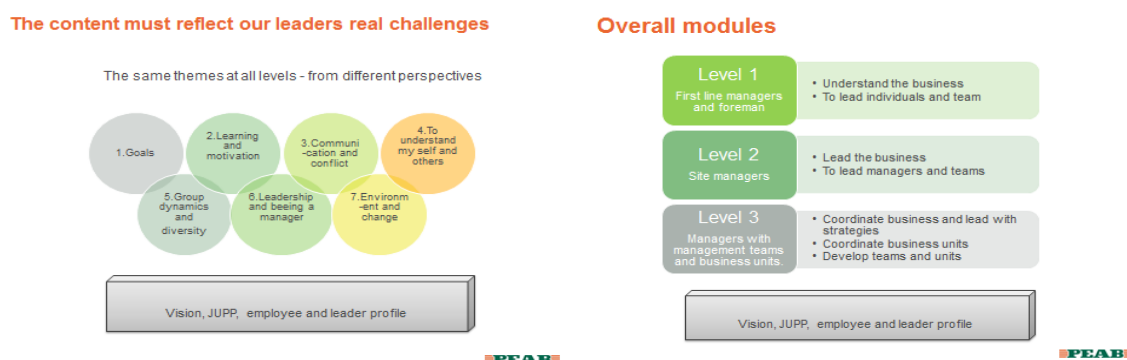 The content must reflect our leaders real challenges
The same themes at all levels - from different perspectives
1.Goals
2.Learning
and
motivation
3.Communi
-cation and
conflict
4.To
understand
my self and
others
5.Group
dynamics
and
diversity
6.Leadership
and beeing a
manager
7.Environm
-ent and
change
Vision, JUPP, employee and leader profile
PEAB
Overall modules
Level 1
First line managers
and foreman
• Understand the business
• To lead individuals and team
Level 2
Site managers
• Lead the business
• To lead managers and teams
Level 3
Managers with
management teams
and business units.
• Coordinate business and lead with
strategies
• Coordinate business units
• Develop teams and units
Vision, JUPP, employee and leader profile
PEAB